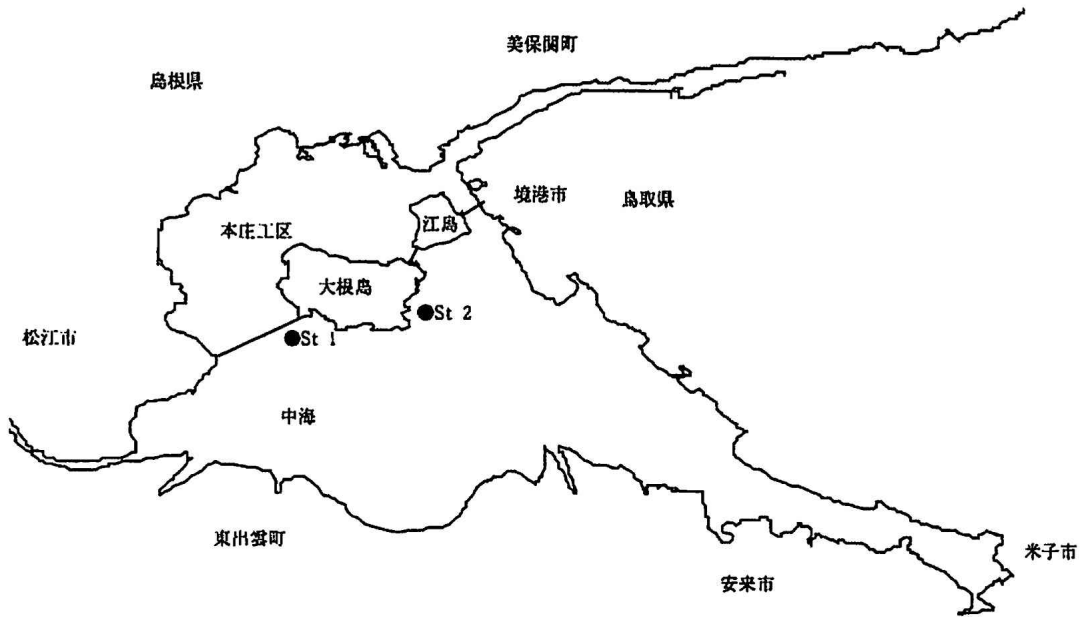 美保関町
島根県
境港市
鳥取県
江島
本庄工区
大根島
St 2
松江市
St 1
中海
東出雲町
安来市
米子市